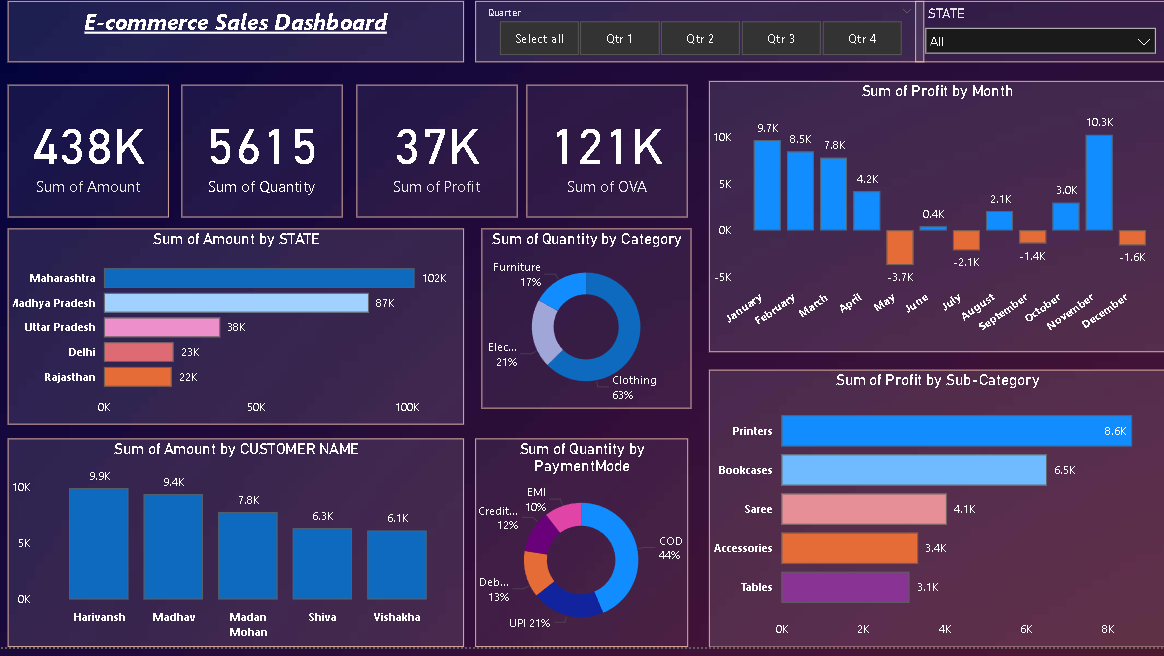 E-commerce Sales Dashboard
Quarter
Select all
Qtr 1
Qtr 2
Qtr 3
Qtr 4
STATE
All
438K
Sum of Amount
5615
Sum of Quantity
37K
Sum of Profit
121K
Sum of OVA
Sum of Profit by Month
10K
5K
0K
-5K
9.7K
8.5K
7.8K
4.2K
-3.7K
0.4K
-2.1K
2.1K
-1.4K
3.0K
10.3K
-1.6K
January
February
March
April
May
June
July
August
September
October
November
December
Sum of Amount by STATE
Maharashtra
102K
Madhya Pradesh
87K
Uttar Pradesh
38K
Delhi
23K
Rajasthan
22K
0K
50K
100K
Sum of Quantity by Category
Furniture
17%
Elec...
21%
Clothing
63%
Sum of Profit by Sub-Category
Printers
8.6K
Bookcases
6.5K
Saree
4.1K
Accessories
3.4K
Tables
3.1K
0K
2K
4K
6K
8K
Sum of Amount by CUSTOMER NAME
10K
5K
0K
9.9K
9.4K
7.8K
6.3K
6.1K
Harivansh
Madhav
Madan
Mohan
Shiva
Vishakha
Sum of Quantity by
PaymentMode
EMI
10%
Credit...
12%
Deb...
13%
UPI 21%
COD
44%